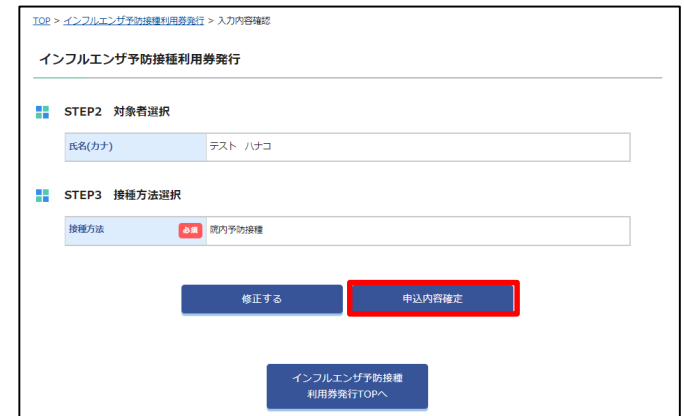 TOP > インフルエンザ予防接種利用券発行 > 入力内容確認
インフルエンザ予防接種利用券発行
STEP2 対象者選択
氏名(カナ) テスト ハナコ
STEP3 接種方法選択
接種方法 必須 院内予防接種
修正する 申込内容確定
インフルエンザ予防接種
利用券発行TOPへ